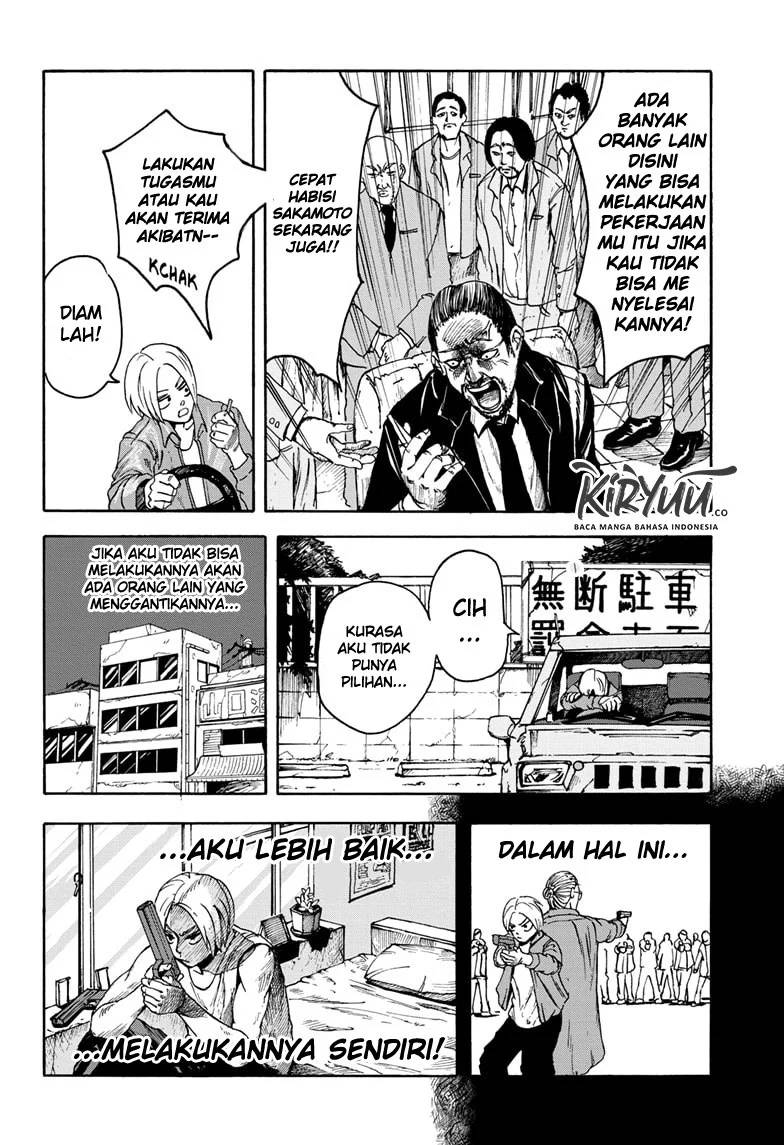 ADA
BANYAK
ORANG LAIN
DISINI
YANG BISA
MELAKUKAN
PEKERJAAN
MU ITU JIKA
KAU TIDAK
BISA ME
NYELESAI
KANNYA!
CEPAT
HABISI
SAKAMOTO
SEKARANG
JUGA!!
LAKUKAN
TUGASMU
ATAU KAU
AKAN TERIMA
AKIBATN--
KCHAK
DIAM
LAH!
KIRYUU.CO
BACA MANGA BAHASA INDONESIA
無断駐車
CIH
...
KURASA
AKU TIDAK
PUNYA
PILIHAN...
JIKA AKU TIDAK BISA
MELAKUKANNYA AKAN
ADA ORANG LAIN YANG
MENGGANTIKANNYA...
DALAM HAL INI...
...AKU LEBIH BAIK...
...MELAKUKANNYA SENDIRI!